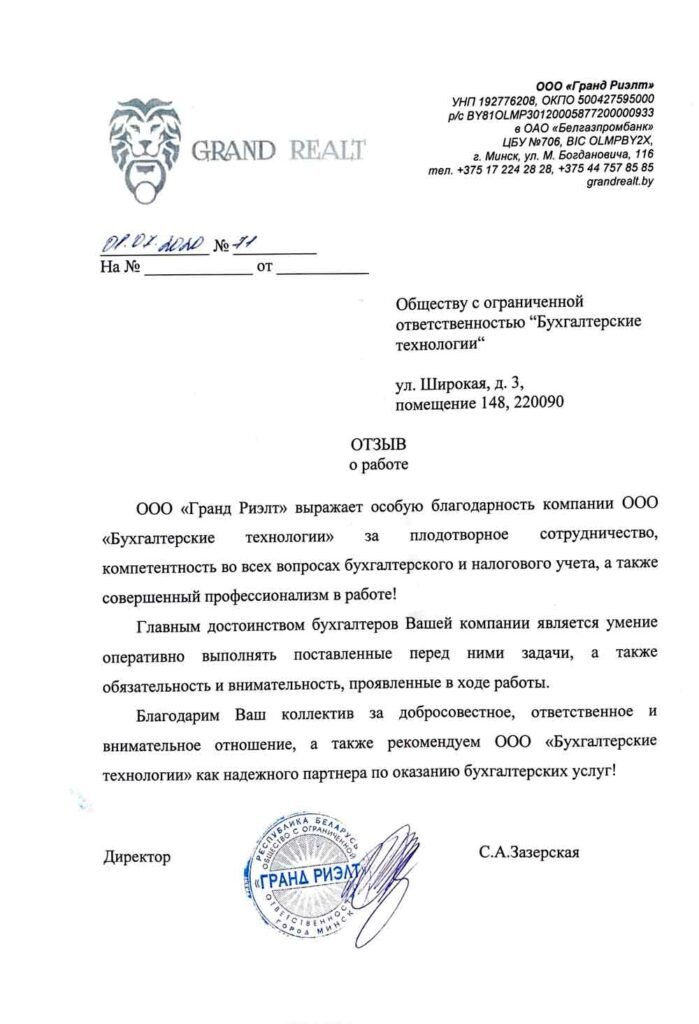 GRAND REALT
ООО «Гранд Риэлт»
УНП 192776208, ОКПО 500427595000
р/с BY81OLMP30120005877200000933
в ОАО «Белгазпромбанк»
ЦБУ №706, BIC OLMPBY2X,
г. Минск, ул. М. Богдановича, 116
тел. +375 17 224 28 28, +375 44 757 85 85
grandrealt.by
01.07.2020 № 71
На № ____________ от ____________
Обществу с ограниченной
ответственностью “Бухгалтерские
технологии“
ул. Широкая, д. 3,
помещение 148, 220090
ОТЗЫВ
о работе
ООО «Гранд Риэлт» выражает особую благодарность компании ООО
«Бухгалтерские технологии» за плодотворное сотрудничество,
компетентность во всех вопросах бухгалтерского и налогового учета, а также
совершенный профессионализм в работе!
Главным достоинством бухгалтеров Вашей компании является умение
оперативно выполнять поставленные перед ними задачи, а также
обязательность и внимательность, проявленные в ходе работы.
Благодарим Ваш коллектив за добросовестное, ответственное и
внимательное отношение, а также рекомендуем ООО «Бухгалтерские
технологии» как надежного партнера по оказанию бухгалтерских услуг!
Директор
РЕСПУБЛИКА БЕЛАРУСЬ
ОБЩЕСТВО С ОГРАНИЧЕННОЙ
«ГРАНД РИЭЛТ»
ОТВЕТСТВЕННОСТЬЮ
ГОРОД МИНСК
С.А.Зазерская